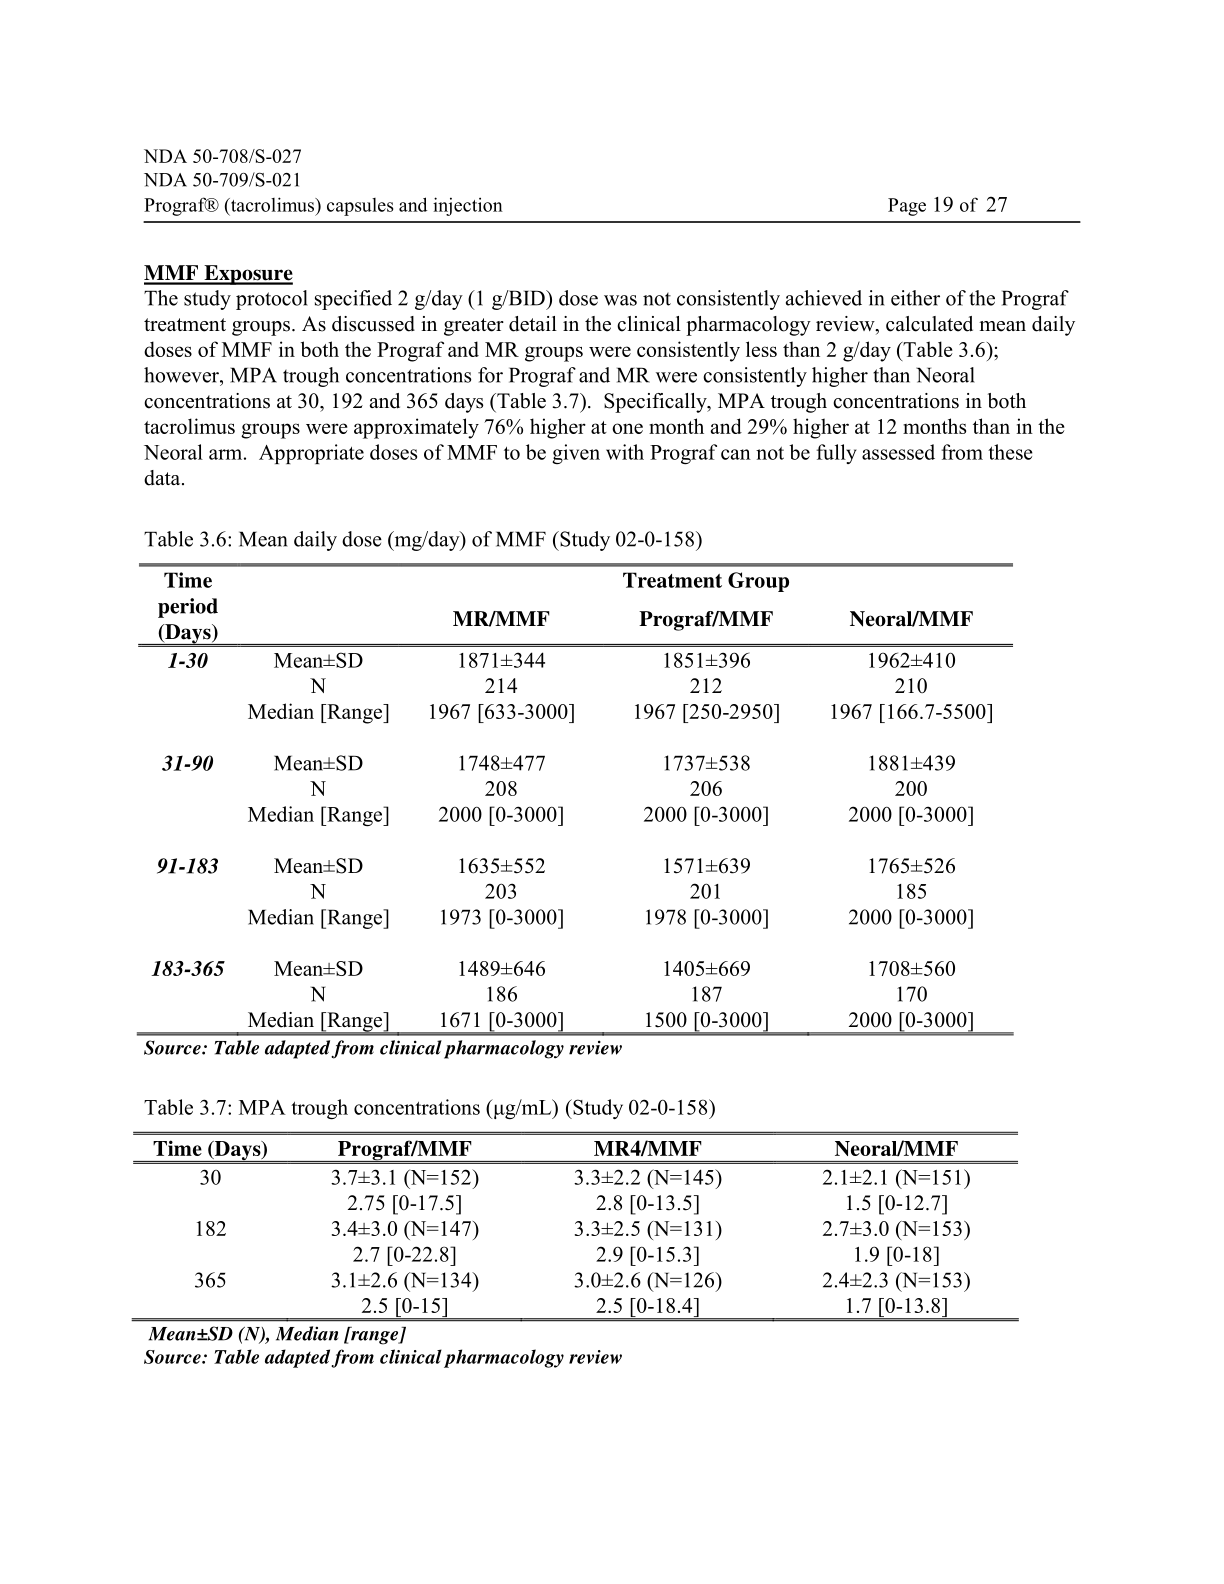 NDA 50-708/S-027
NDA 50-709/S-021
Prograf® (tacrolimus) capsules and injection Page 19 of 27
MMF Exposure
The study protocol specified 2 g/day (1 g/BID) dose was not consistently achieved in either of the Prograf
treatment groups. As discussed in greater detail in the clinical pharmacology review, calculated mean daily
doses of MMF in both the Prograf and MR groups were consistently less than 2 g/day (Table 3.6);
however, MPA trough concentrations for Prograf and MR were consistently higher than Neoral
concentrations at 30, 192 and 365 days (Table 3.7). Specifically, MPA trough concentrations in both
tacrolimus groups were approximately 76% higher at one month and 29% higher at 12 months than in the
Neoral arm. Appropriate doses of MMF to be given with Prograf can not be fully assessed from these
data.
Table 3.6: Mean daily dose (mg/day) of MMF (Study 02-0-158)
Time Treatment Group
period
MR/MMF Prograf/MMF Neoral/MMF
(Days)
1-30 Mean±SD 1871±344 1851±396 1962±410
N 214 212 210
Median [Range] 1967 [633-3000] 1967 [250-2950] 1967 [166.7-5500]
31-90 Mean±SD 1748±477 1737±538 1881±439
N 208 206 200
Median [Range] 2000 [0-3000] 2000 [0-3000] 2000 [0-3000]
91-183 Mean±SD 1635±552 1571±639 1765±526
N 203 201 185
Median [Range] 1973 [0-3000] 1978 [0-3000] 2000 [0-3000]
183-365 Mean±SD 1489±646 1405±669 1708±560
N 186 187 170
Median [Range] 1671 [0-3000] 1500 [0-3000] 2000 [0-3000]
Source: Table adapted from clinical pharmacology review
Table 3.7: MPA trough concentrations (μg/mL) (Study 02-0-158)
Time (Days) Prograf/MMF MR4/MMF Neoral/MMF
30 3.7±3.1 (N=152) 3.3±2.2 (N=145) 2.1±2.1 (N=151)
2.75 [0-17.5] 2.8 [0-13.5] 1.5 [0-12.7]
182 3.4±3.0 (N=147) 3.3±2.5 (N=131) 2.7±3.0 (N=153)
2.7 [0-22.8] 2.9 [0-15.3] 1.9 [0-18]
365 3.1±2.6 (N=134) 3.0±2.6 (N=126) 2.4±2.3 (N=153)
2.5 [0-15] 2.5 [0-18.4] 1.7 [0-13.8]
Mean±SD (N), Median [range]
Source: Table adapted from clinical pharmacology review